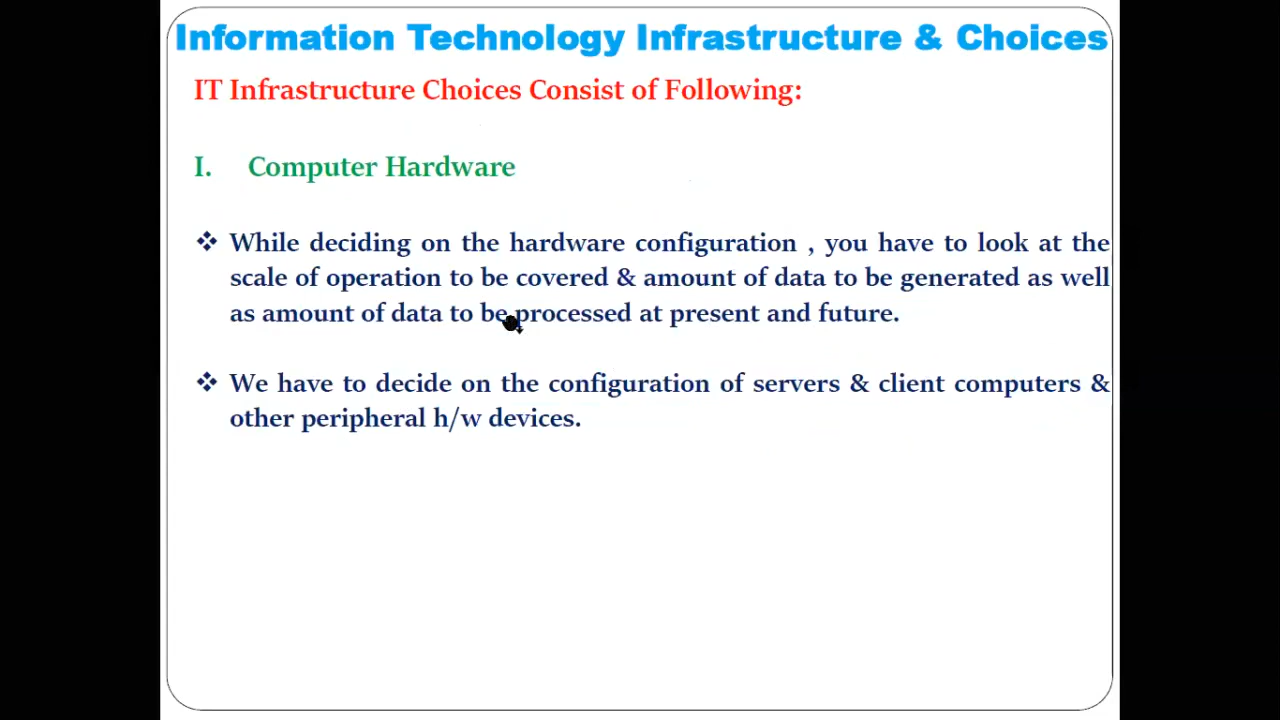 Information Technology Infrastructure & Choices
IT Infrastructure Choices Consist of Following:
I. Computer Hardware
❖ While deciding on the hardware configuration , you have to look at the
scale of operation to be covered & amount of data to be generated as well
as amount of data to be processed at present and future.
❖ We have to decide on the configuration of servers & client computers &
other peripheral h/w devices.